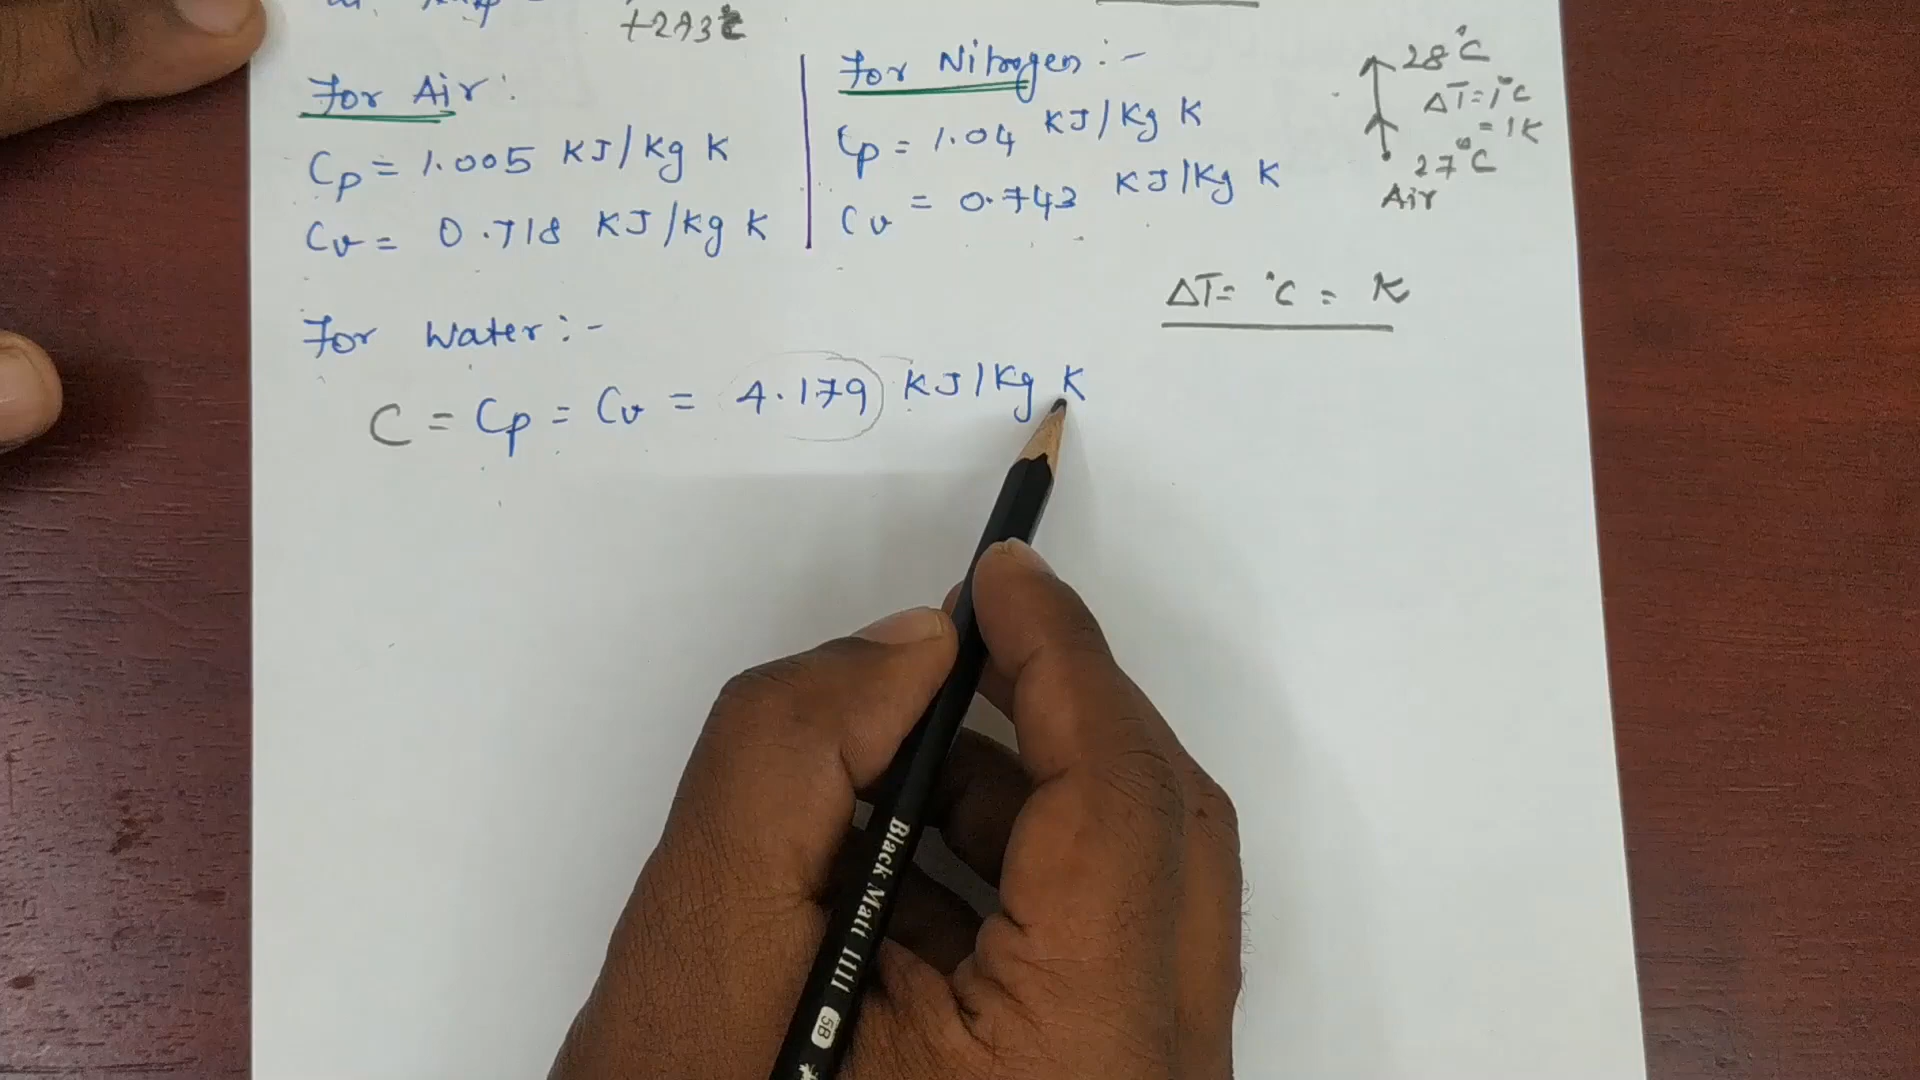 +273
For Air:
Cp = 1.005 KJ/Kg K
Cv = 0.718 KJ/Kg K
For Nitrogen :-
Cp = 1.04 KJ/Kg K
Cv = 0.743 KJ/Kg K
28°C
ΔT=1°C
=1K
27°C
Air
ΔT= °C = K
For Water:-
C = Cp = Cv = 4.179 KJ/Kg K
Black Matt 1111 5B